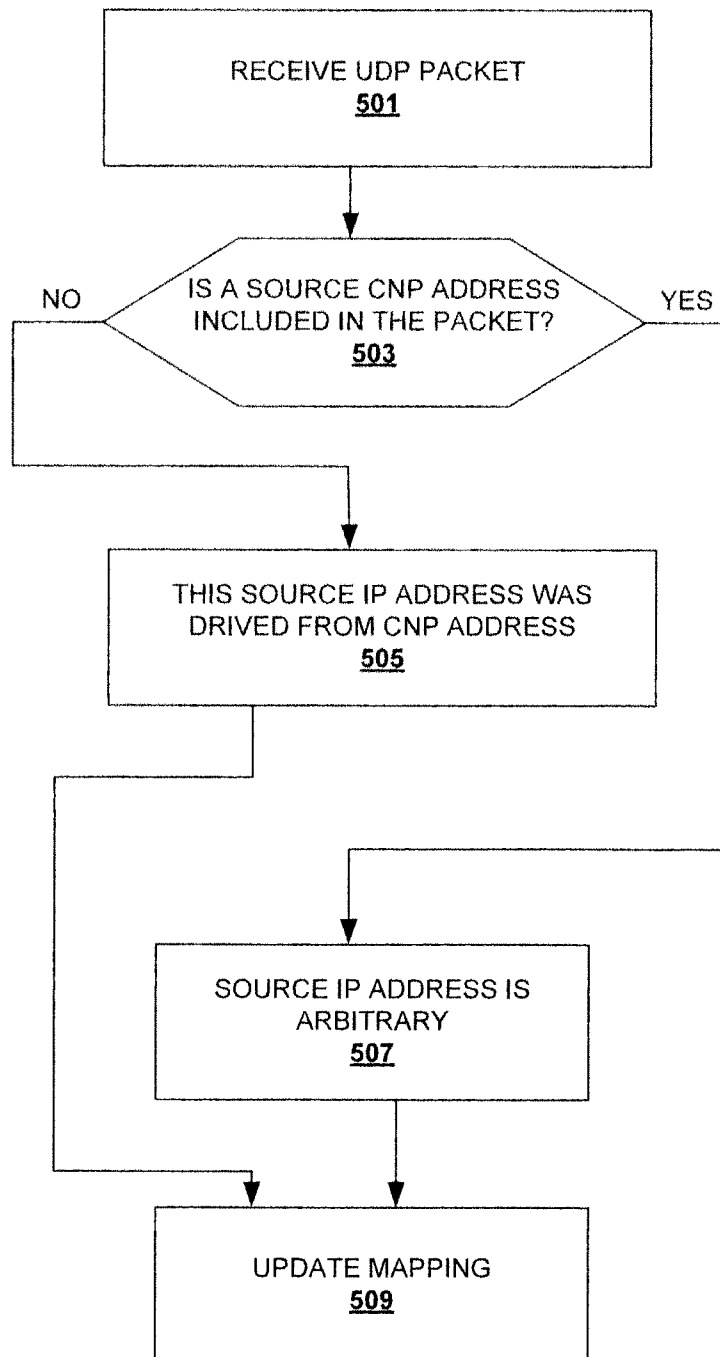 RECEIVE UDP PACKET
501
IS A SOURCE CNP ADDRESS
INCLUDED IN THE PACKET?
503
NO
YES
THIS SOURCE IP ADDRESS WAS
DRIVED FROM CNP ADDRESS
505
SOURCE IP ADDRESS IS
ARBITRARY
507
UPDATE MAPPING
509